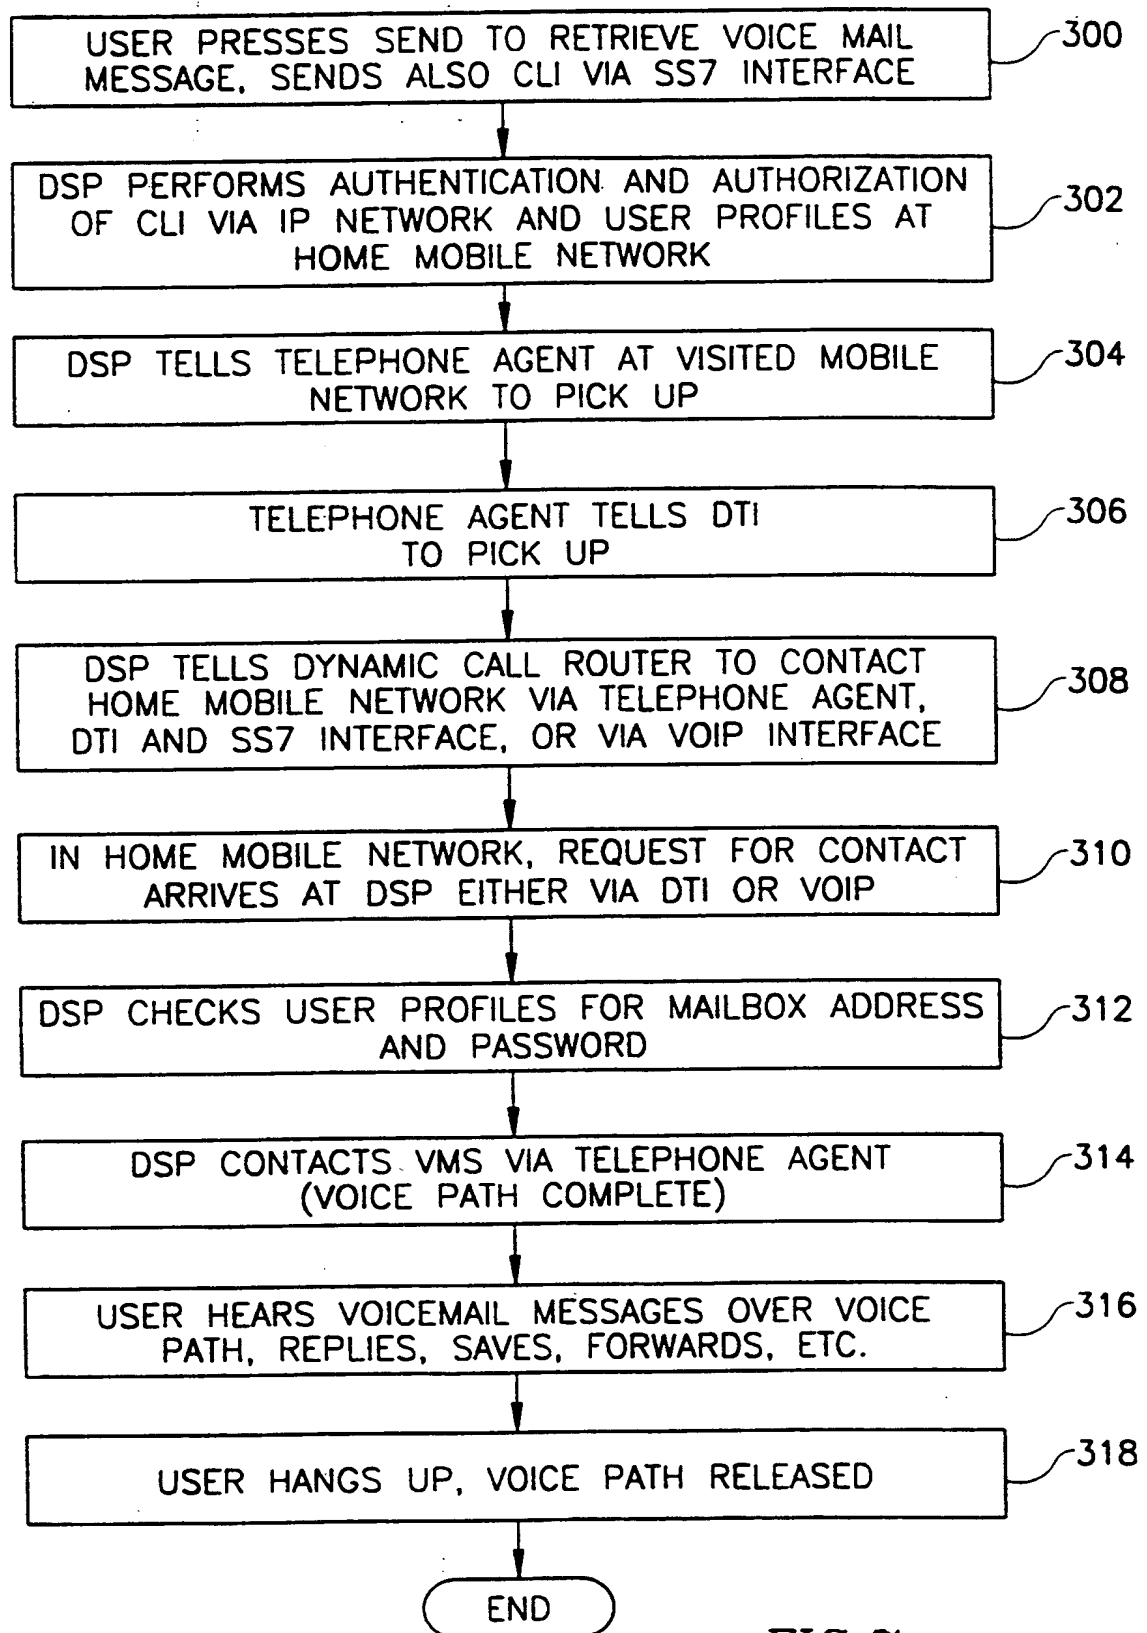 USER PRESSES SEND TO RETRIEVE VOICE MAIL
MESSAGE, SENDS ALSO CLI VIA SS7 INTERFACE
300
DSP PERFORMS AUTHENTICATION AND AUTHORIZATION
OF CLI VIA IP NETWORK AND USER PROFILES AT
HOME MOBILE NETWORK
302
DSP TELLS TELEPHONE AGENT AT VISITED MOBILE
NETWORK TO PICK UP
304
TELEPHONE AGENT TELLS DTI
TO PICK UP
306
DSP TELLS DYNAMIC CALL ROUTER TO CONTACT
HOME MOBILE NETWORK VIA TELEPHONE AGENT,
DTI AND SS7 INTERFACE, OR VIA VOIP INTERFACE
308
IN HOME MOBILE NETWORK, REQUEST FOR CONTACT
ARRIVES AT DSP EITHER VIA DTI OR VOIP
310
DSP CHECKS USER PROFILES FOR MAILBOX ADDRESS
AND PASSWORD
312
DSP CONTACTS VMS VIA TELEPHONE AGENT
(VOICE PATH COMPLETE)
314
USER HEARS VOICEMAIL MESSAGES OVER VOICE
PATH, REPLIES, SAVES, FORWARDS, ETC.
316
USER HANGS UP, VOICE PATH RELEASED
318
END